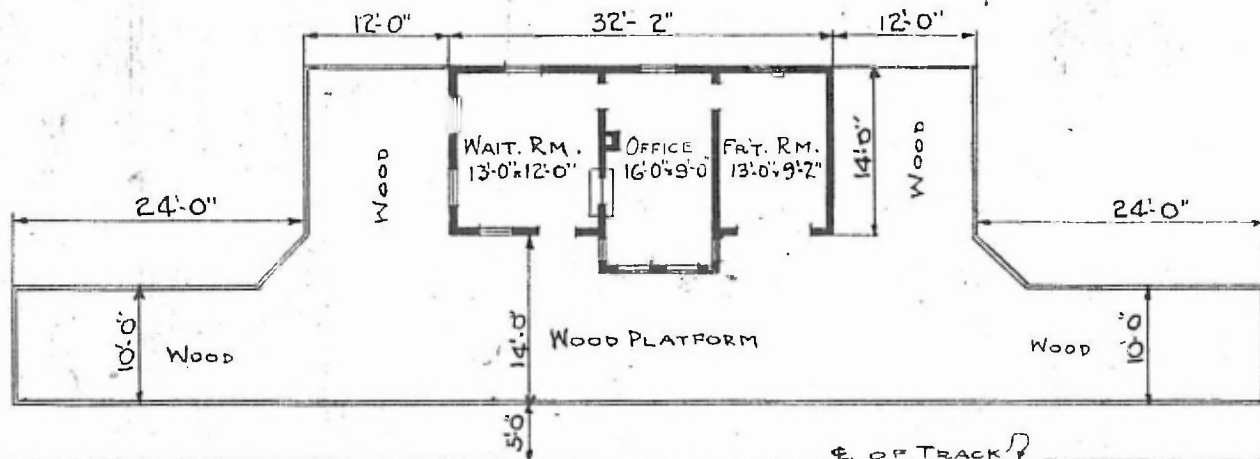 12'-0" 32'-2" 12'-0"
WAIT. RM. OFFICE FR'T. RM.
13'-0"x12'-0" 16'-0"x9'-0" 13'-0"x9'-2"
14'-0"
WOOD
WOOD
24'-0" 24'-0"
10'-0" WOOD 14'-0" WOOD PLATFORM WOOD 10'-0
5'-0"
℄ OF TRACK